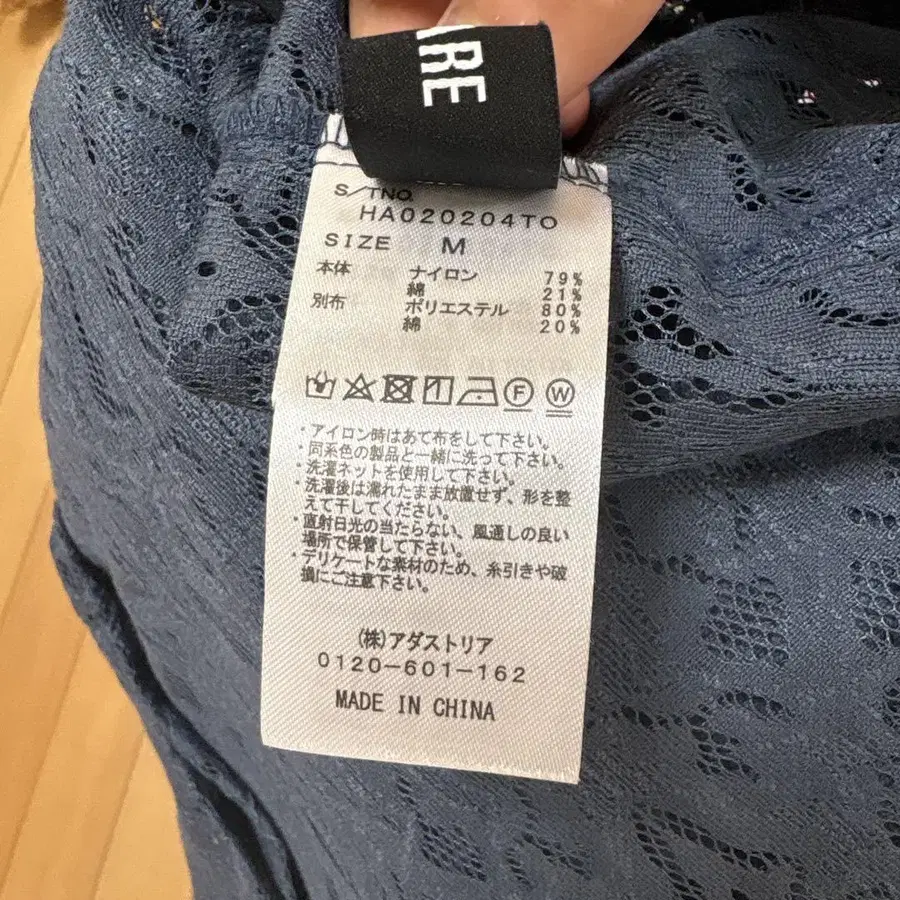 IRE
S/TNO.
HA020204TO
SIZE M
本体 ナイロン 79%
綿 21%
別布 ポリエステル 80%
綿 20%
F W
・アイロン時はあて布をして下さい。
・同系色の製品と一緒に洗って下さい。
・洗濯ネットを使用して下さい。
・洗濯後は濡れたまま放置せず、形を整
えて干してください。
・直射日光の当たらない、風通しの良い
場所で保管して下さい。
・デリケートな素材のため、糸引きや破
損にご注意下さい。
(株)アダストリア
0120-601-162
MADE IN CHINA